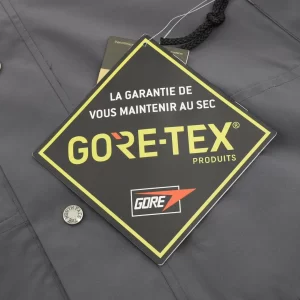 LA GARANTIE DE
VOUS MAINTENIR AU SEC
GORE-TEX®
PRODUITS
GORE